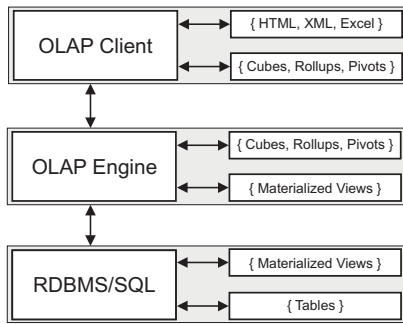 OLAP Client
{ HTML, XML, Excel }
{ Cubes, Rollups, Pivots }
OLAP Engine
{ Cubes, Rollups, Pivots }
{ Materialized Views }
RDBMS/SQL
{ Materialized Views }
{ Tables }